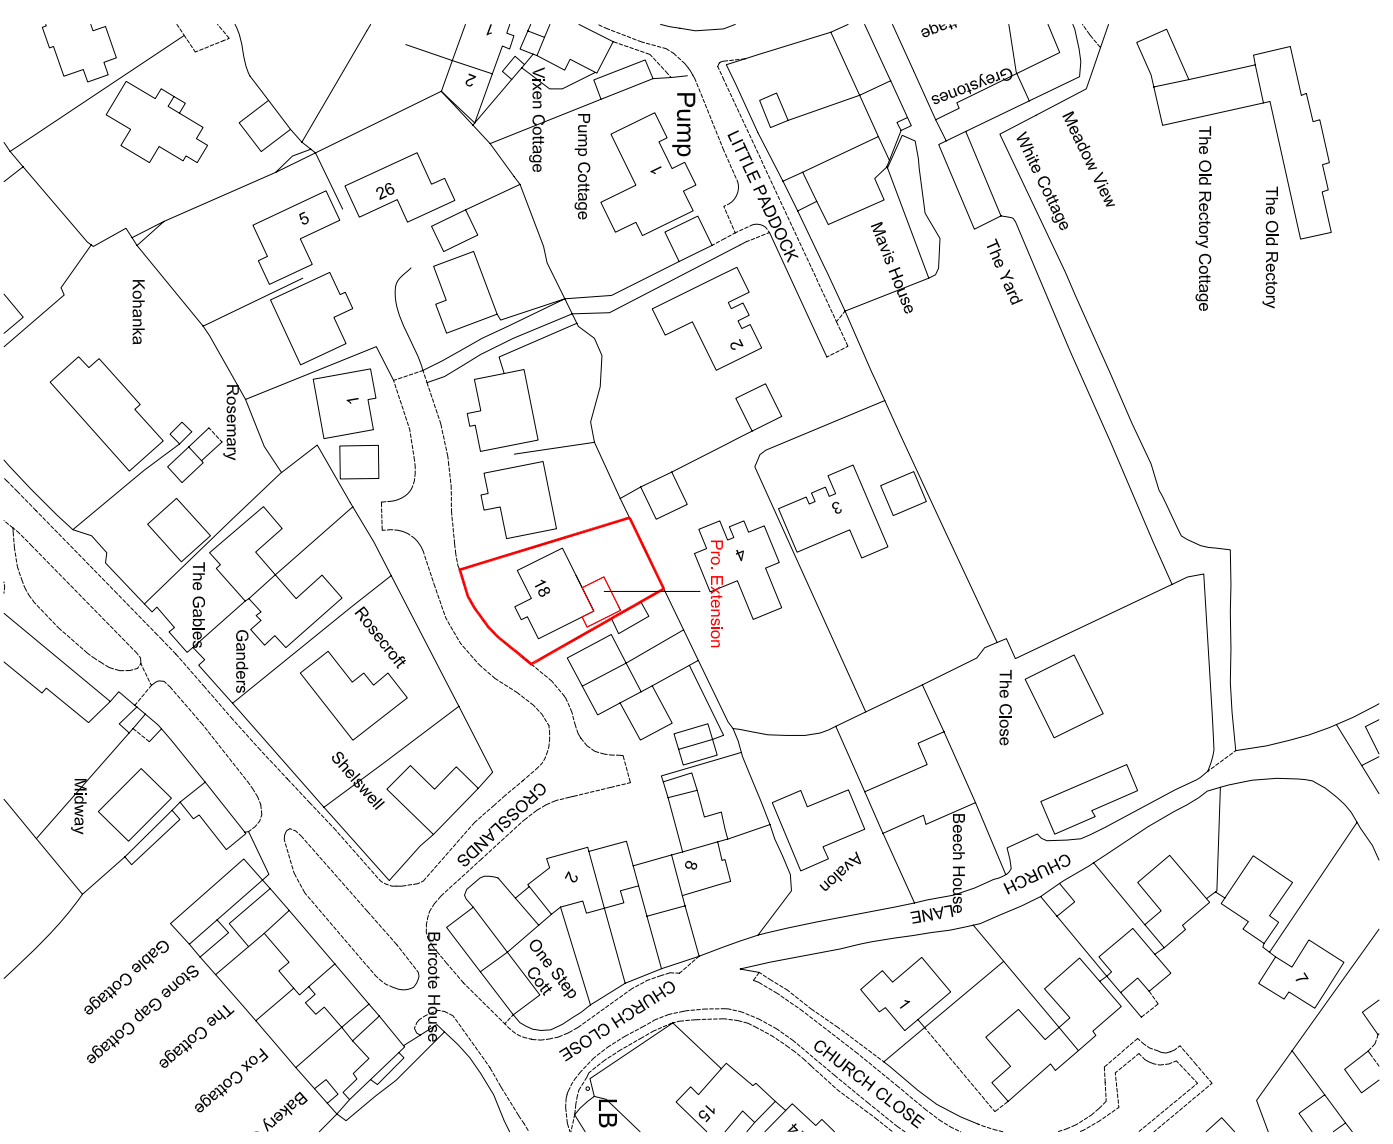 1
2
Vixen Cottage
Pump Cottage
Pump
1
LITTLE PADDOCK
Greystones
Meadow View
White Cottage
The Old Rectory Cottage
The Old Rectory
Mavis House
The Yard
26
5
Kohanka
Rosemary
1
2
3
4
Pro. Extension
18
The Gables
Ganders
Rosecroft
Shelswell
Midway
CROSSLANDS
The Close
Avalon
Beech House
CHURCH
LANE
2
8
One Step
Cott
Burcote House
CHURCH CLOSE
CHURCH CLOSE
1
7
Gable Cottage
Stone Gap Cottage
The Cottage
Fox Cottage
Bakery
LB
15